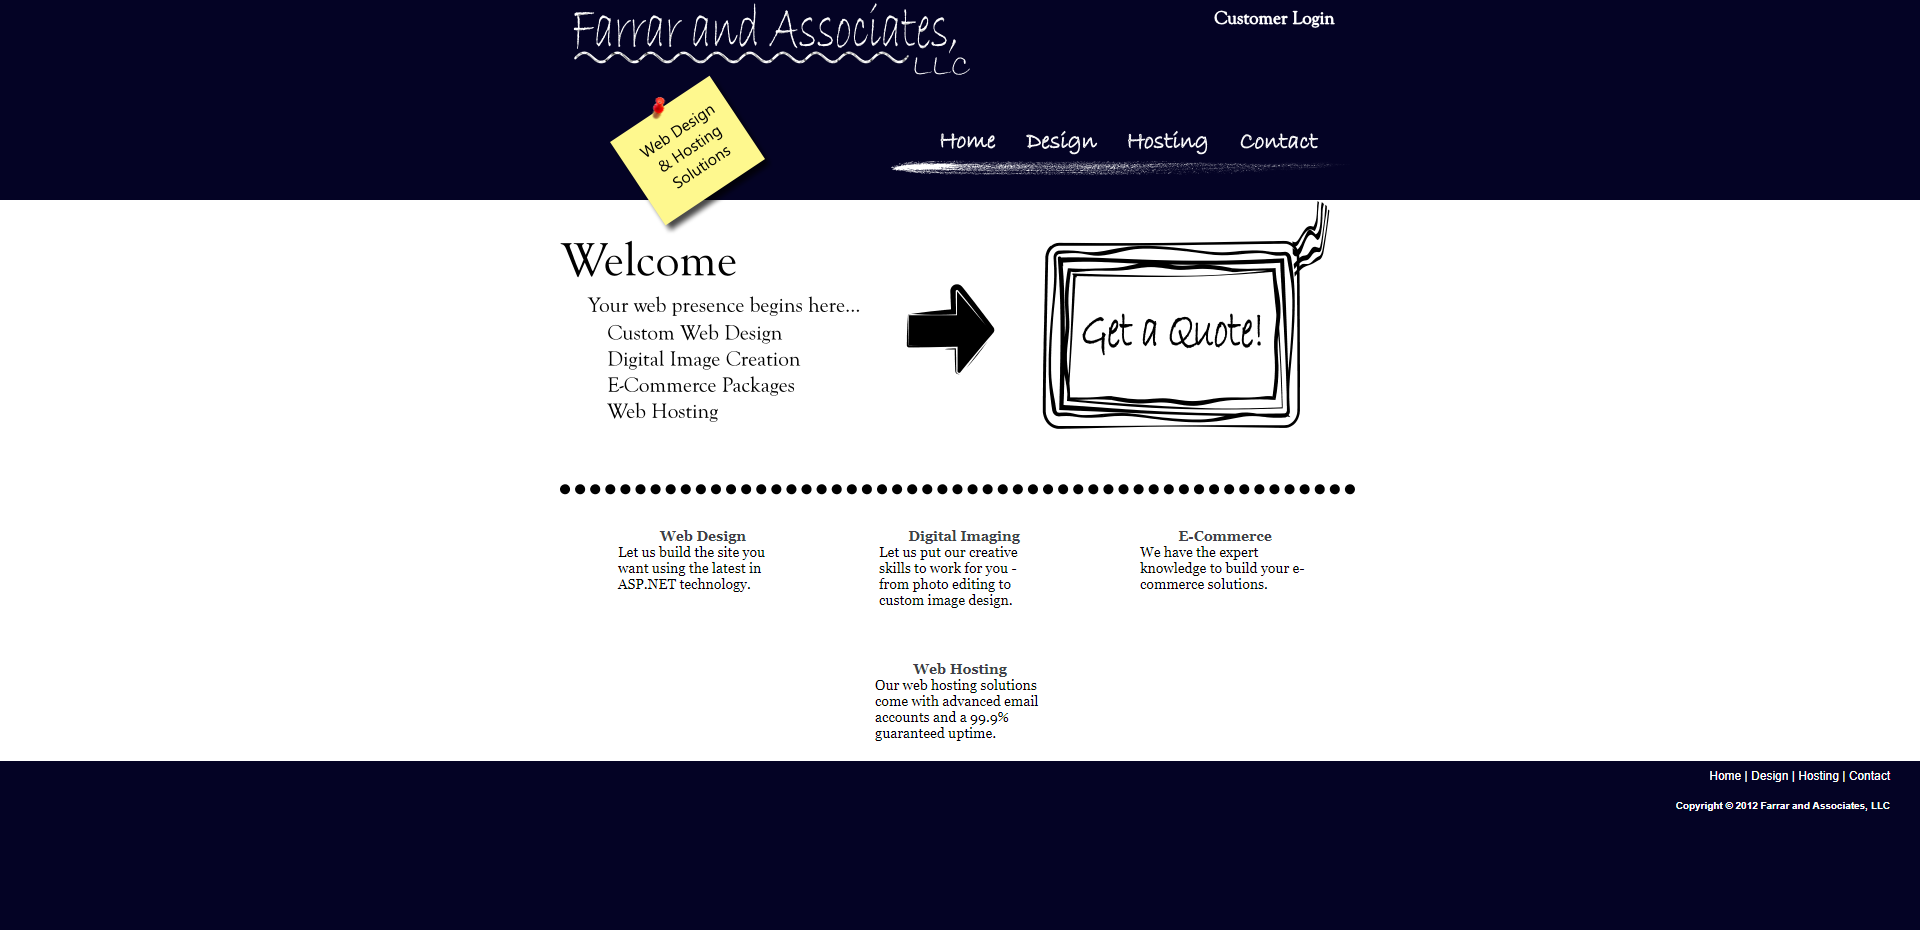 Farrar and Associates,
LLC
Customer Login
Web Design
& Hosting
Solutions
Home Design Hosting Contact
Welcome
Your web presence begins here...
Custom Web Design
Digital Image Creation
E-Commerce Packages
Web Hosting
Get a Quote!
Web Design
Let us build the site you
want using the latest in
ASP.NET technology.
Digital Imaging
Let us put our creative
skills to work for you -
from photo editing to
custom image design.
E-Commerce
We have the expert
knowledge to build your e-
commerce solutions.
Web Hosting
Our web hosting solutions
come with advanced email
accounts and a 99.9%
guaranteed uptime.
Home | Design | Hosting | Contact
Copyright © 2012 Farrar and Associates, LLC